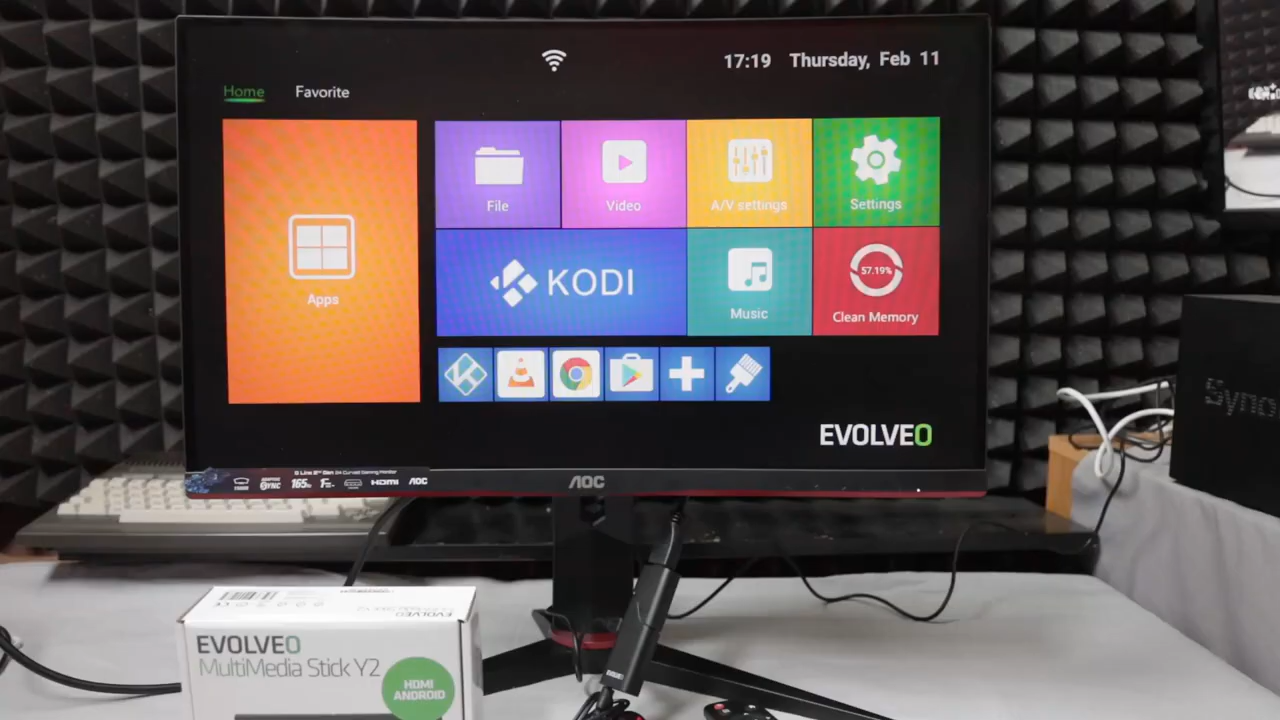 17:19 Thursday, Feb 11
Home Favorite
File
Video
A/V settings
Settings
Apps
KODI
Music
57.19%
Clean Memory
EVOLVEO
165Hz
HDMI
AOC
AOC
Syno
EVOLVEO
MultiMedia Stick Y2
HDMI
ANDROID